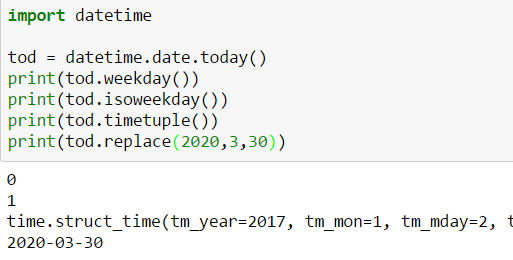 import datetime
tod = datetime.date.today()
print(tod.weekday())
print(tod.isoweekday())
print(tod.timetuple())
print(tod.replace(2020,3,30))
0
1
time.struct_time(tm_year=2017, tm_mon=1, tm_mday=2,
2020-03-30